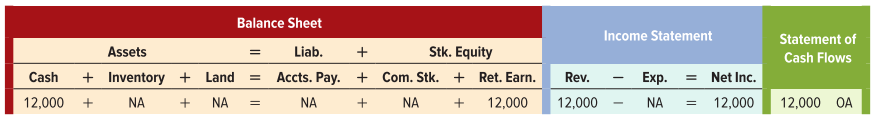 Balance Sheet
Income Statement
Statement of
Cash Flows
Assets = Liab. + Stk. Equity
Cash + Inventory + Land = Accts. Pay. + Com. Stk. + Ret. Earn. Rev. − Exp. = Net Inc.
12,000 + NA + NA = NA + NA + 12,000 12,000 − NA = 12,000 12,000 OA